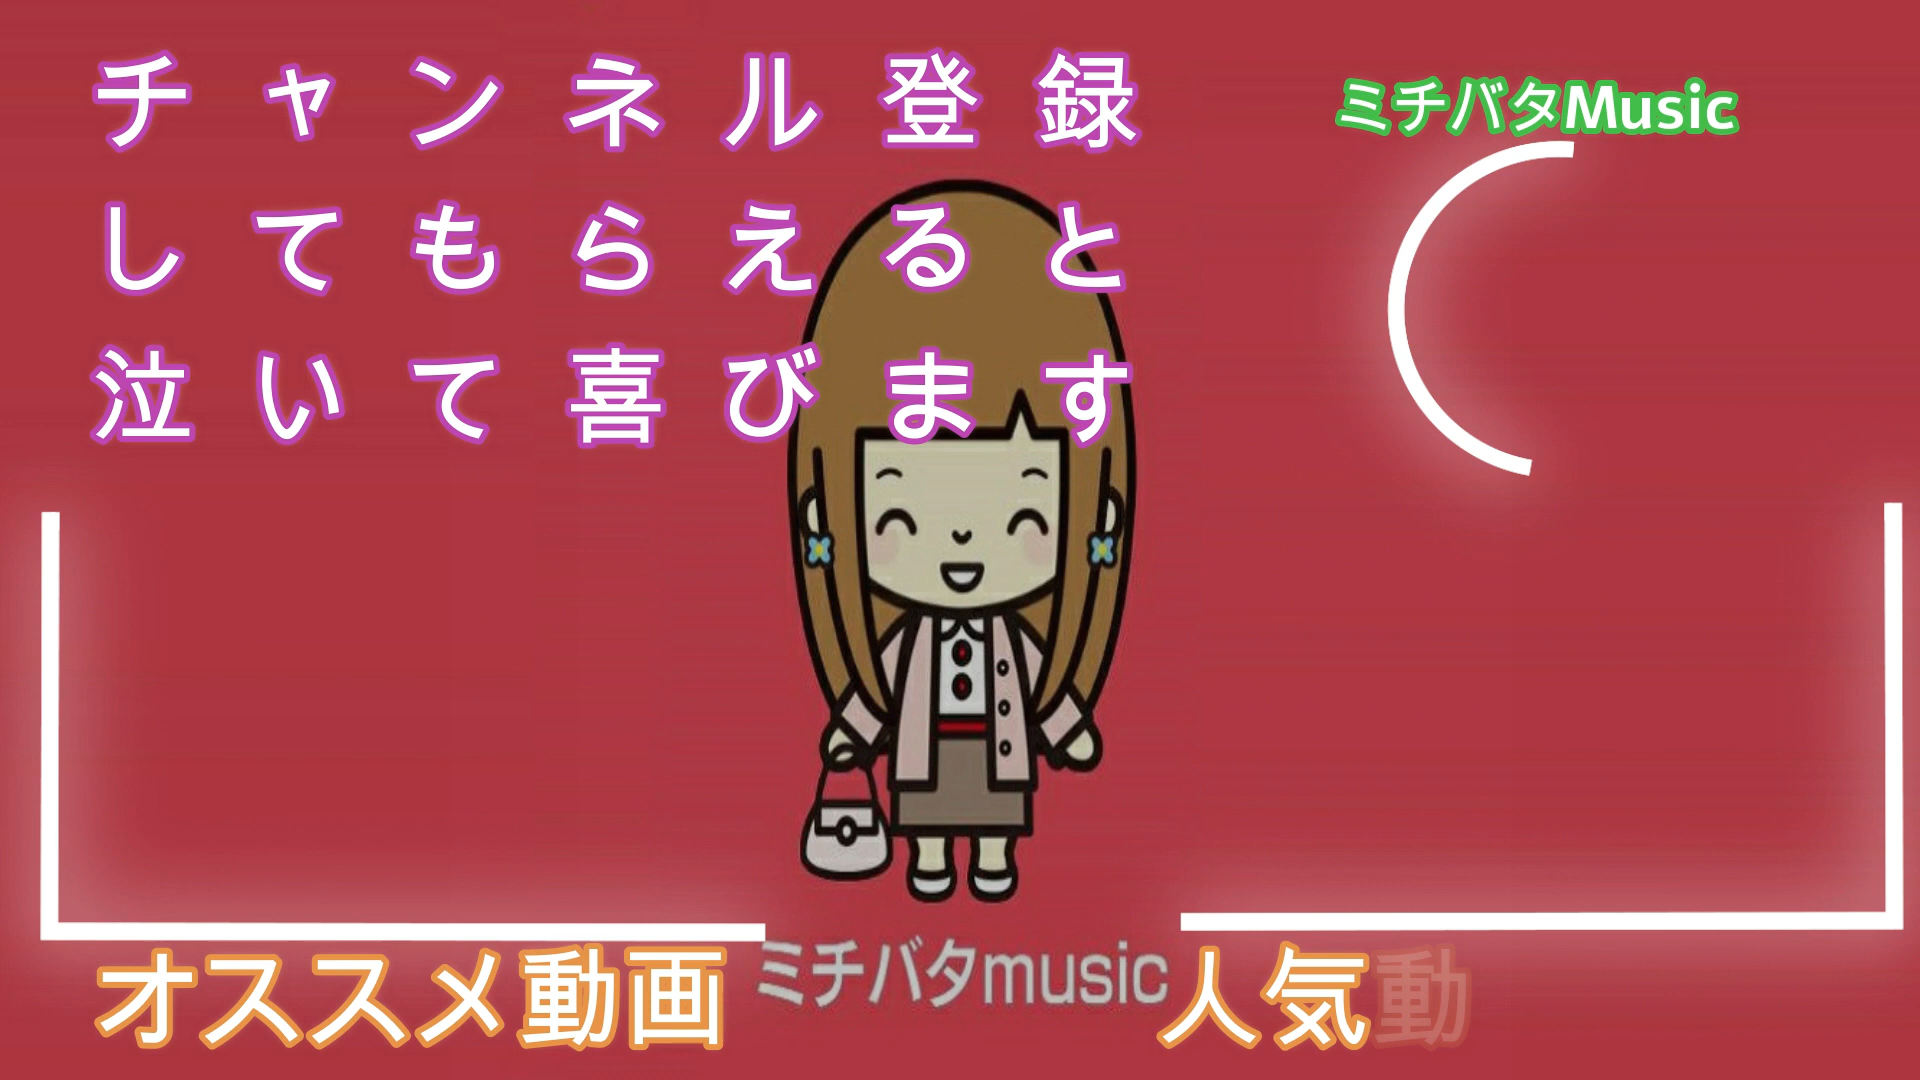 チャンネル登録
してもらえると
泣いて喜びます
ミチバタMusic
オススメ動画
ミチバタmusic
人気動